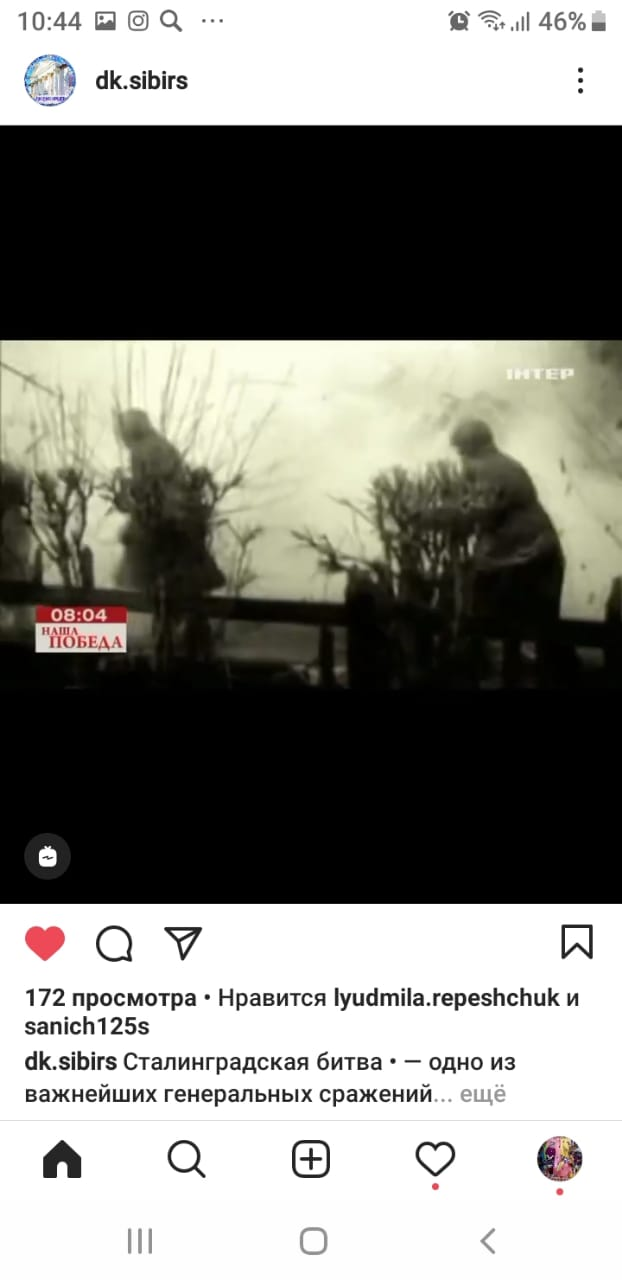 10:44
46%
dk.sibirs
ІНТЕР
08:04
НАША
ПОБЕДА
172 просмотра • Нравится lyudmila.repeshchuk и
sanich125s
dk.sibirs Сталинградская битва • — одно из
важнейших генеральных сражений... ещё